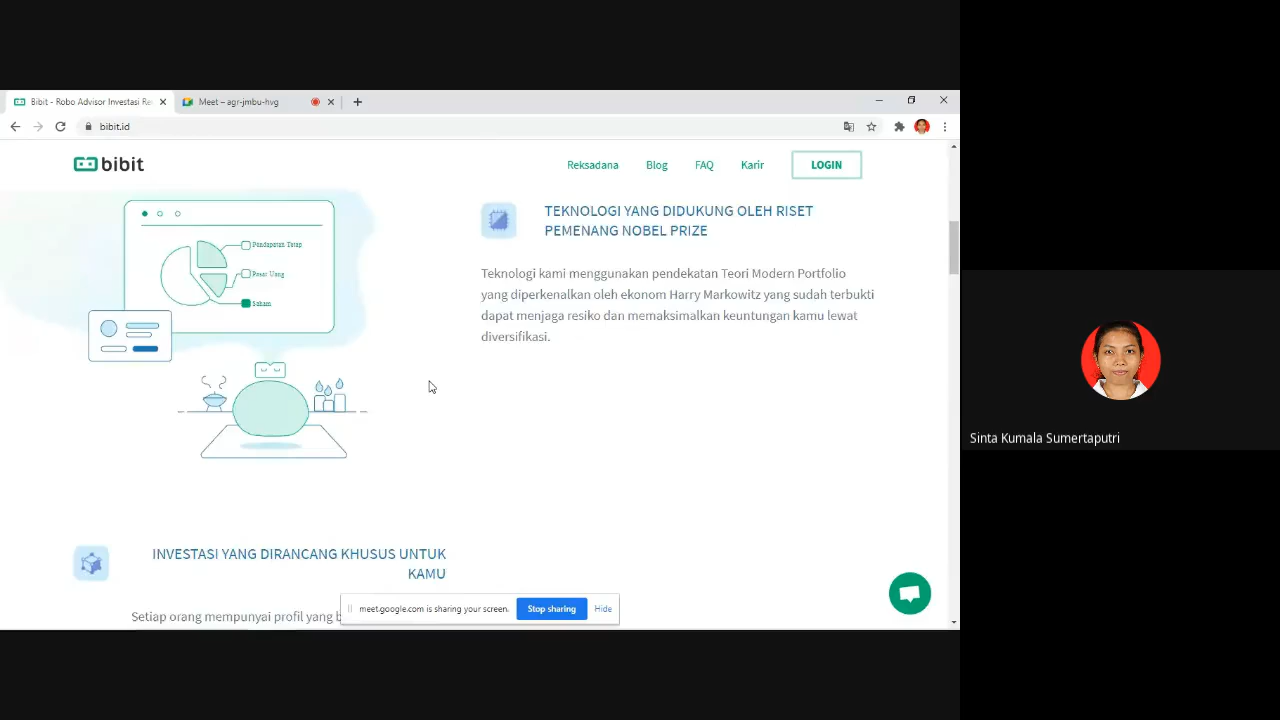 Bibit - Robo Advisor Investasi Re
Meet – agr-jmbu-hvg
bibit.id
bibit
Reksadana
Blog
FAQ
Karir
LOGIN
Pendapatan Tetap
Pasar Uang
Saham
TEKNOLOGI YANG DIDUKUNG OLEH RISET
PEMENANG NOBEL PRIZE
Teknologi kami menggunakan pendekatan Teori Modern Portfolio
yang diperkenalkan oleh ekonom Harry Markowitz yang sudah terbukti
dapat menjaga resiko dan memaksimalkan keuntungan kamu lewat
diversifikasi.
INVESTASI YANG DIRANCANG KHUSUS UNTUK
KAMU
Setiap orang mempunyai profil yang b
meet.google.com is sharing your screen.
Stop sharing
Hide
Sinta Kumala Sumertaputri